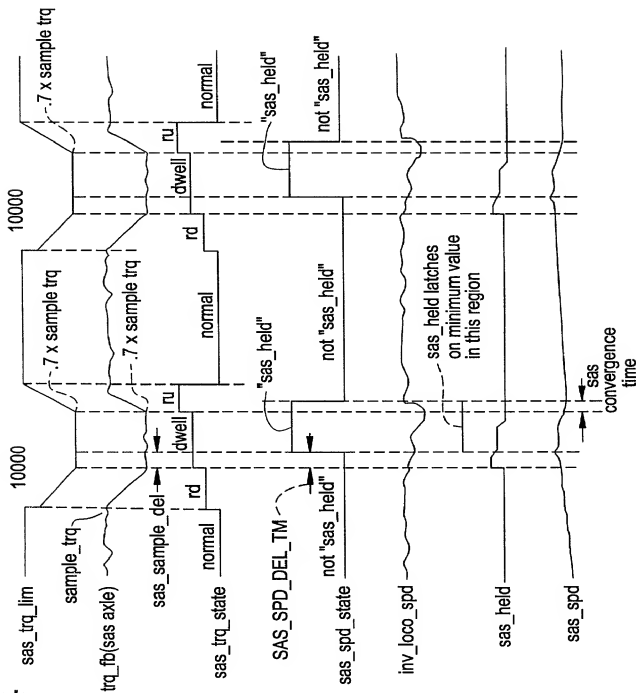 10000
10000
sas_trq_lim
.7 x sample trq
.7 x sample trq
sample_trq
.7 x sample trq
trq_fb(sas axle)
sas_sample_del
normal
rd
dwell
ru
normal
rd
dwell
ru
normal
sas_trq_state
SAS_SPD_DEL_TM
"sas_held"
"sas_held"
not "sas_held"
not "sas_held"
not "sas_held"
sas_spd_state
inv_loco_spd
sas_held latches
on minimum value
in this region
sas_held
sas_spd
sas
convergence
time